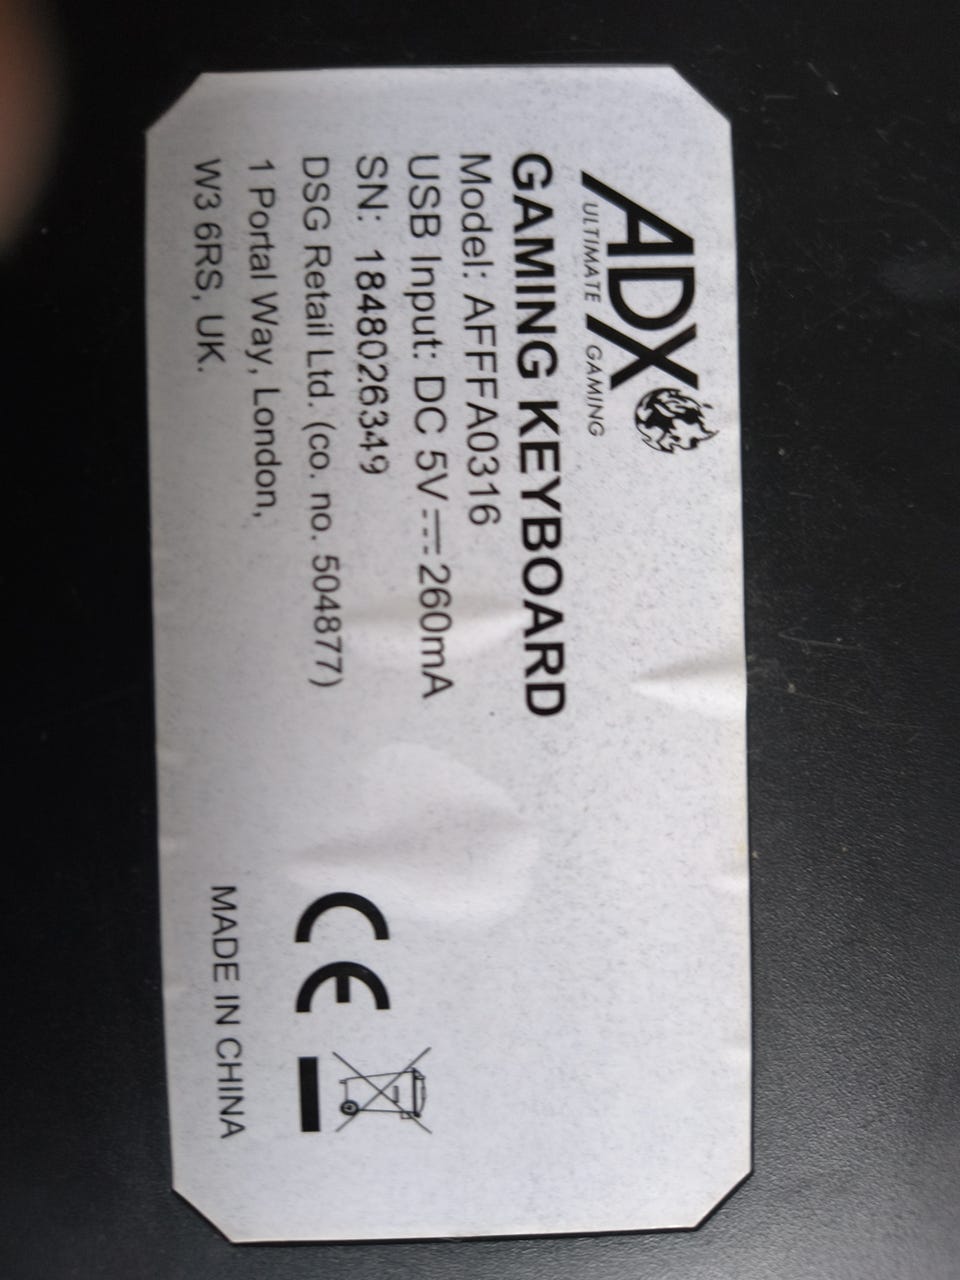 ADX
ULTIMATE GAMING
GAMING KEYBOARD
Model: AFFFA0316
USB Input: DC 5V⎓260mA
SN: 1848026349
DSG Retail Ltd. (co. no. 504877)
1 Portal Way, London,
W3 6RS, UK.
CE
MADE IN CHINA